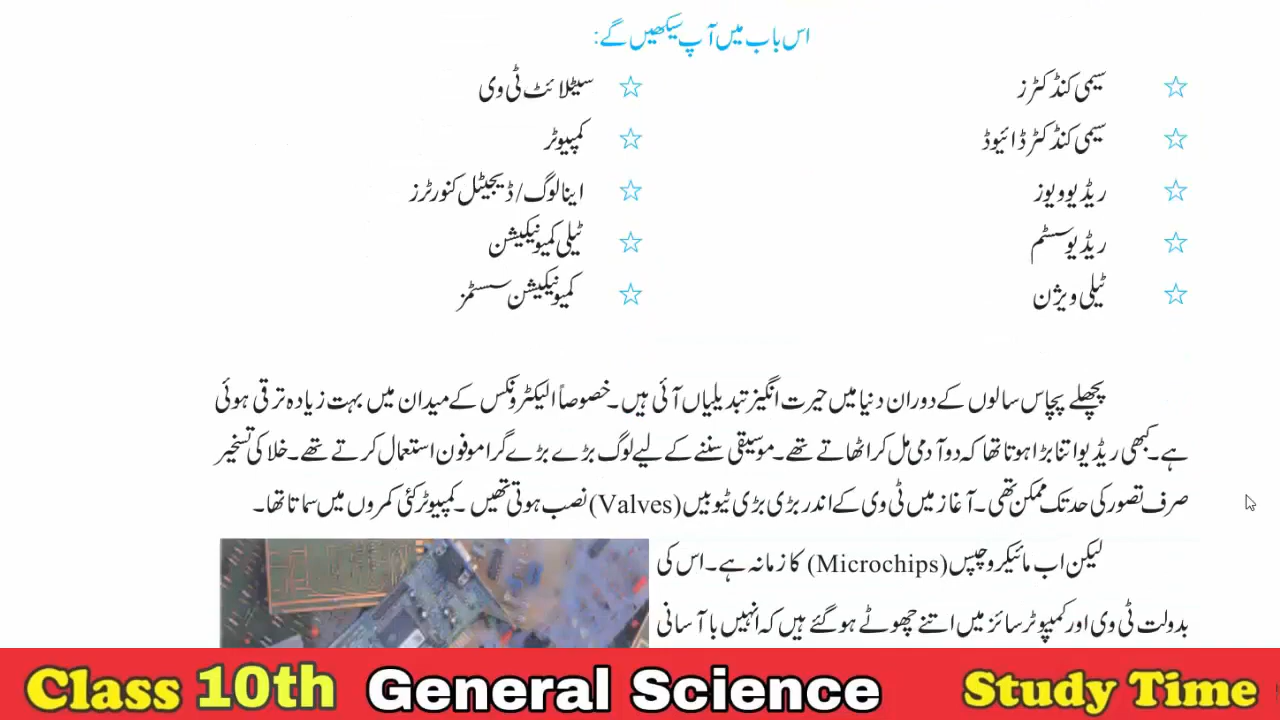 اس باب میں آپ سیکھیں گے:
☆ سیمی کنڈکٹرز
☆ سیمی کنڈکٹر ڈائیوڈ
☆ ریڈیو ویوز
☆ ریڈیو سسٹم
☆ ٹیلی ویژن
☆ سیٹلائٹ ٹی وی
☆ کمپیوٹر
☆ اینالوگ/ڈیجیٹل کنورٹرز
☆ ٹیلی کمیونیکیشن
☆ کمیونیکیشن سسٹمز
پچھلے پچاس سالوں کے دوران دنیا میں حیرت انگیز تبدیلیاں آئی ہیں۔ خصوصاً الیکٹرونکس کے میدان میں بہت زیادہ ترقی ہوئی
ہے۔ کبھی ریڈیو اتنا بڑا ہوتا تھا کہ دو آدمی مل کر اٹھاتے تھے۔ موسیقی سننے کے لیے لوگ بڑے بڑے گراموفون استعمال کرتے تھے۔ خلا کی تسخیر
صرف تصور کی حد تک ممکن تھی۔ آغاز میں ٹی وی کے اندر بڑی بڑی ٹیوبیں (Valves) نصب ہوتی تھیں۔ کمپیوٹر کئی کمروں میں سماتا تھا۔
لیکن اب مائیکروچپس (Microchips) کا زمانہ ہے۔ اس کی
بدولت ٹی وی اور کمپیوٹر سائز میں اتنے چھوٹے ہو گئے ہیں کہ انہیں باآسانی
Class 10th General Science Study Time